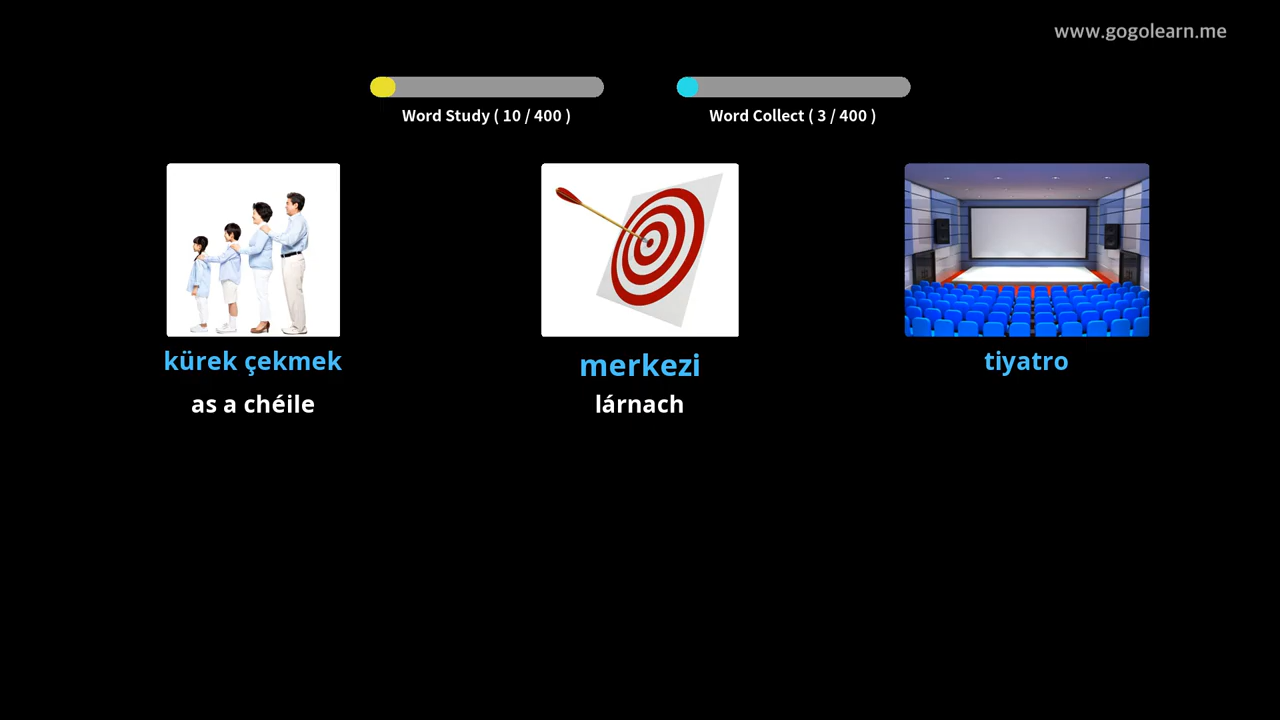 www.gogolearn.me
Word Study ( 10 / 400 )
Word Collect ( 3 / 400 )
kürek çekmek
merkezi
tiyatro
as a chéile
lárnach